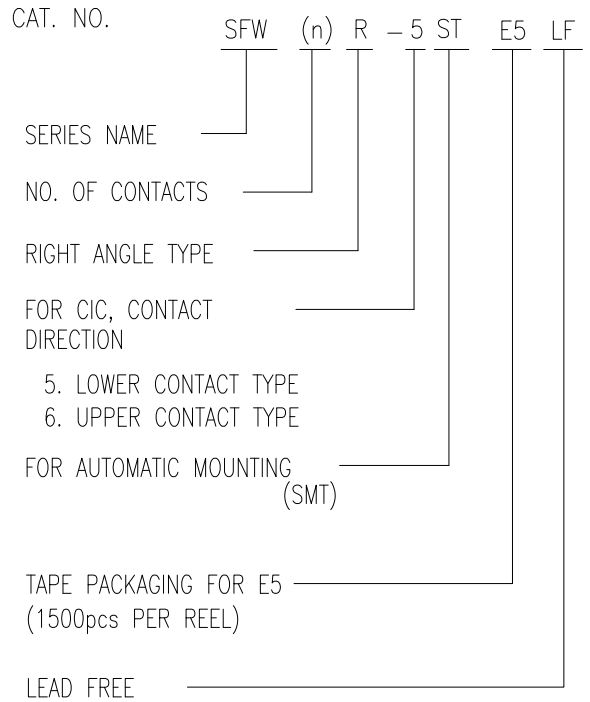 CAT. NO.
SFW (n) R - 5 ST E5 LF
SERIES NAME
NO. OF CONTACTS
RIGHT ANGLE TYPE
FOR CIC, CONTACT
DIRECTION
5. LOWER CONTACT TYPE
6. UPPER CONTACT TYPE
FOR AUTOMATIC MOUNTING
(SMT)
TAPE PACKAGING FOR E5
(1500pcs PER REEL)
LEAD FREE